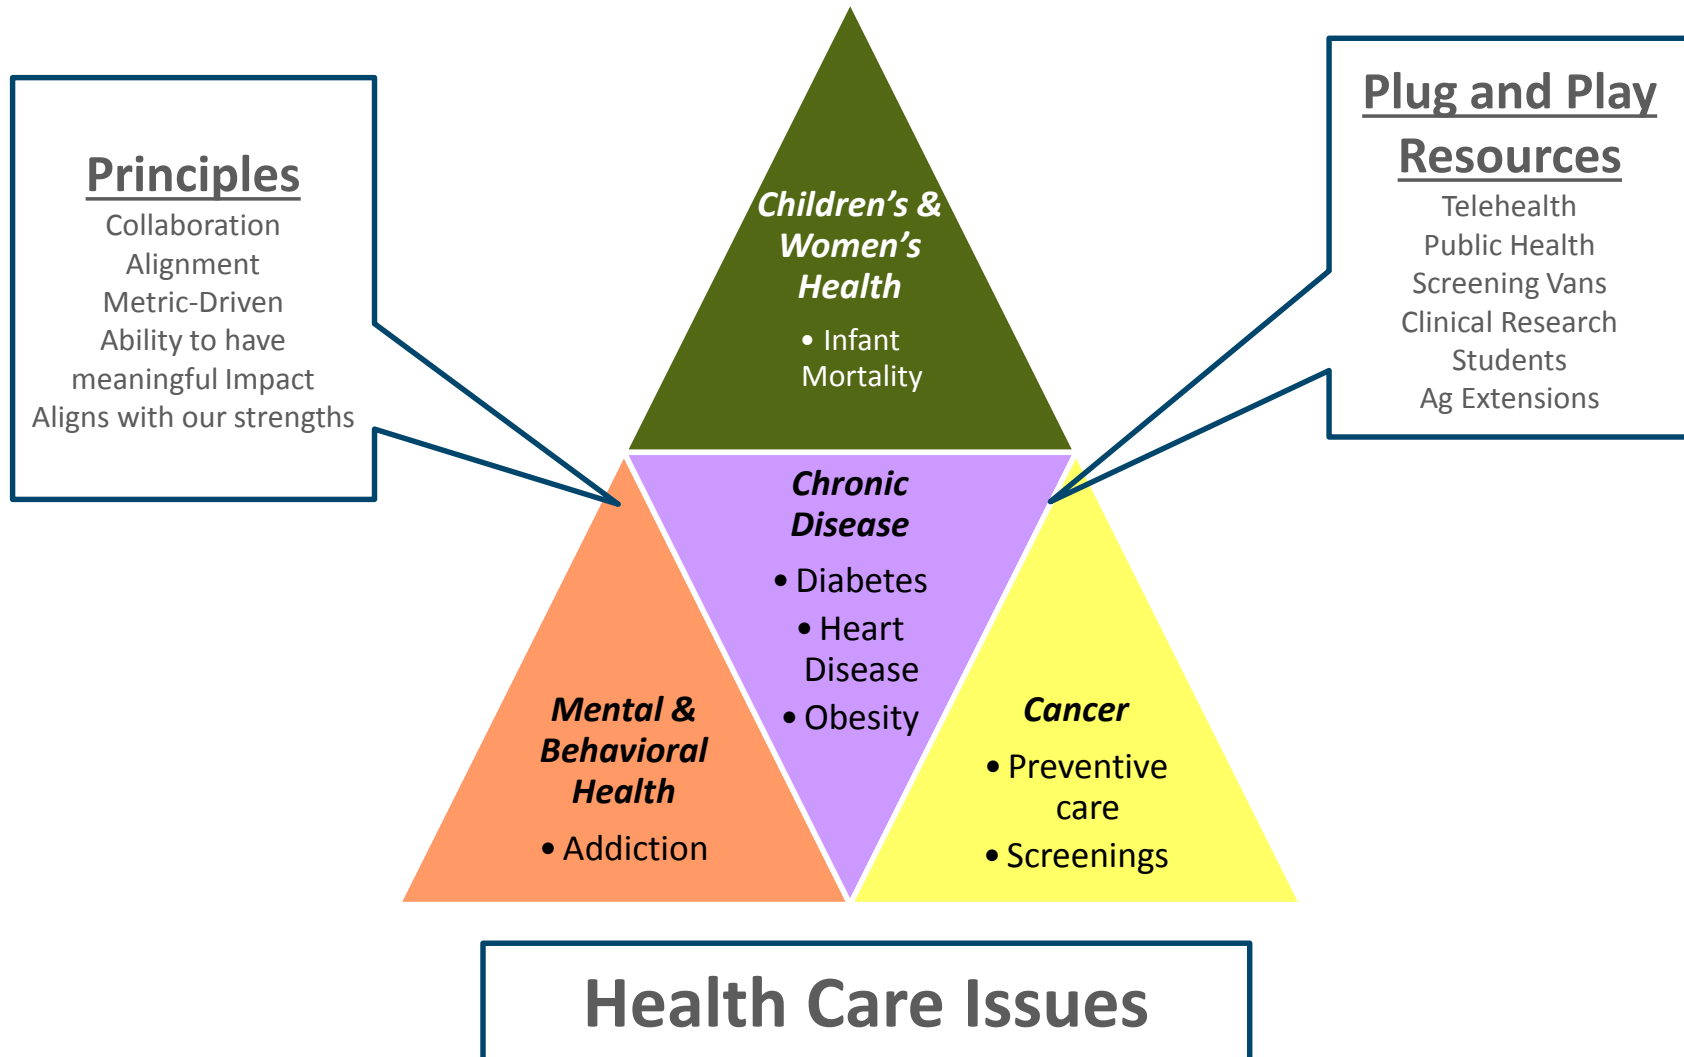 Principles
Collaboration
Alignment
Metric-Driven
Ability to have
meaningful Impact
Aligns with our strengths
Children’s &
Women’s
Health
• Infant
Mortality
Plug and Play
Resources
Telehealth
Public Health
Screening Vans
Clinical Research
Students
Ag Extensions
Chronic
Disease
• Diabetes
• Heart
Disease
• Obesity
Mental &
Behavioral
Health
• Addiction
Cancer
• Preventive
care
• Screenings
Health Care Issues